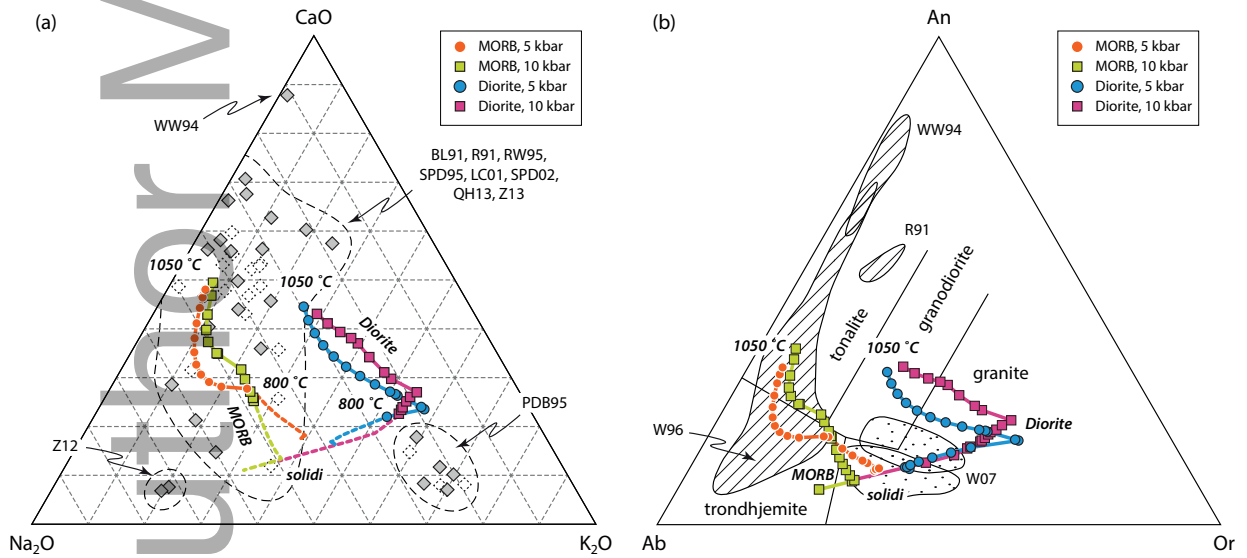 (a)
CaO
MORB, 5 kbar
MORB, 10 kbar
Diorite, 5 kbar
Diorite, 10 kbar
WW94
BL91, R91, RW95,
SPD95, LC01, SPD02,
QH13, Z13
1050 ˚C
1050 ˚C
Diorite
800 ˚C
800 ˚C
MORB
PDB95
Z12
solidi
Na₂O
K₂O
uthor M
(b)
An
MORB, 5 kbar
MORB, 10 kbar
Diorite, 5 kbar
Diorite, 10 kbar
WW94
R91
tonalite
granodiorite
1050 ˚C
1050 ˚C
granite
Diorite
W96
MORB
solidi
W07
trondhjemite
Ab
Or